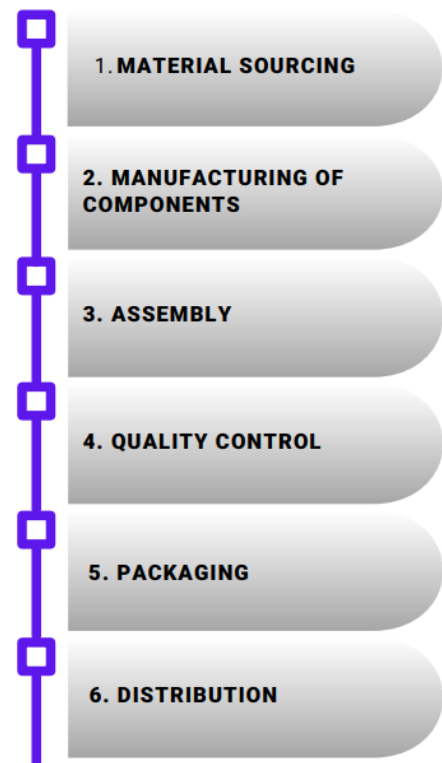 1. MATERIAL SOURCING
2. MANUFACTURING OF
COMPONENTS
3. ASSEMBLY
4. QUALITY CONTROL
5. PACKAGING
6. DISTRIBUTION